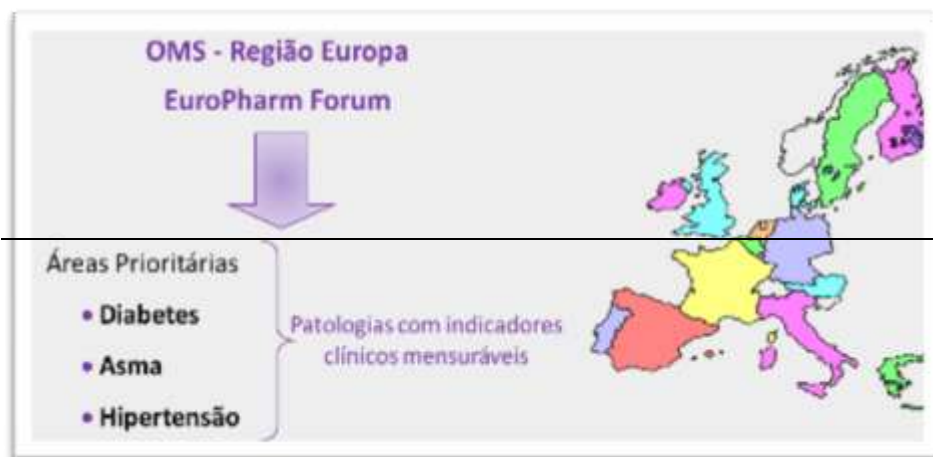 OMS - Região Europa
EuroPharm Forum
Áreas Prioritárias
• Diabetes
• Asma
• Hipertensão
Patologias com indicadores
clínicos mensuráveis